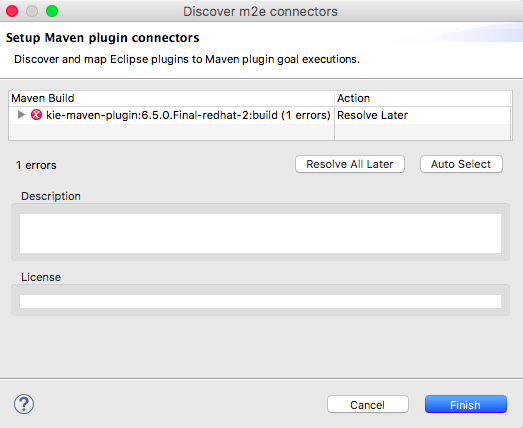 Discover m2e connectors
Setup Maven plugin connectors
Discover and map Eclipse plugins to Maven plugin goal executions.
Maven Build Action
kie-maven-plugin:6.5.0.Final-redhat-2:build (1 errors) Resolve Later
1 errors Resolve All Later Auto Select
Description
License
? Cancel Finish